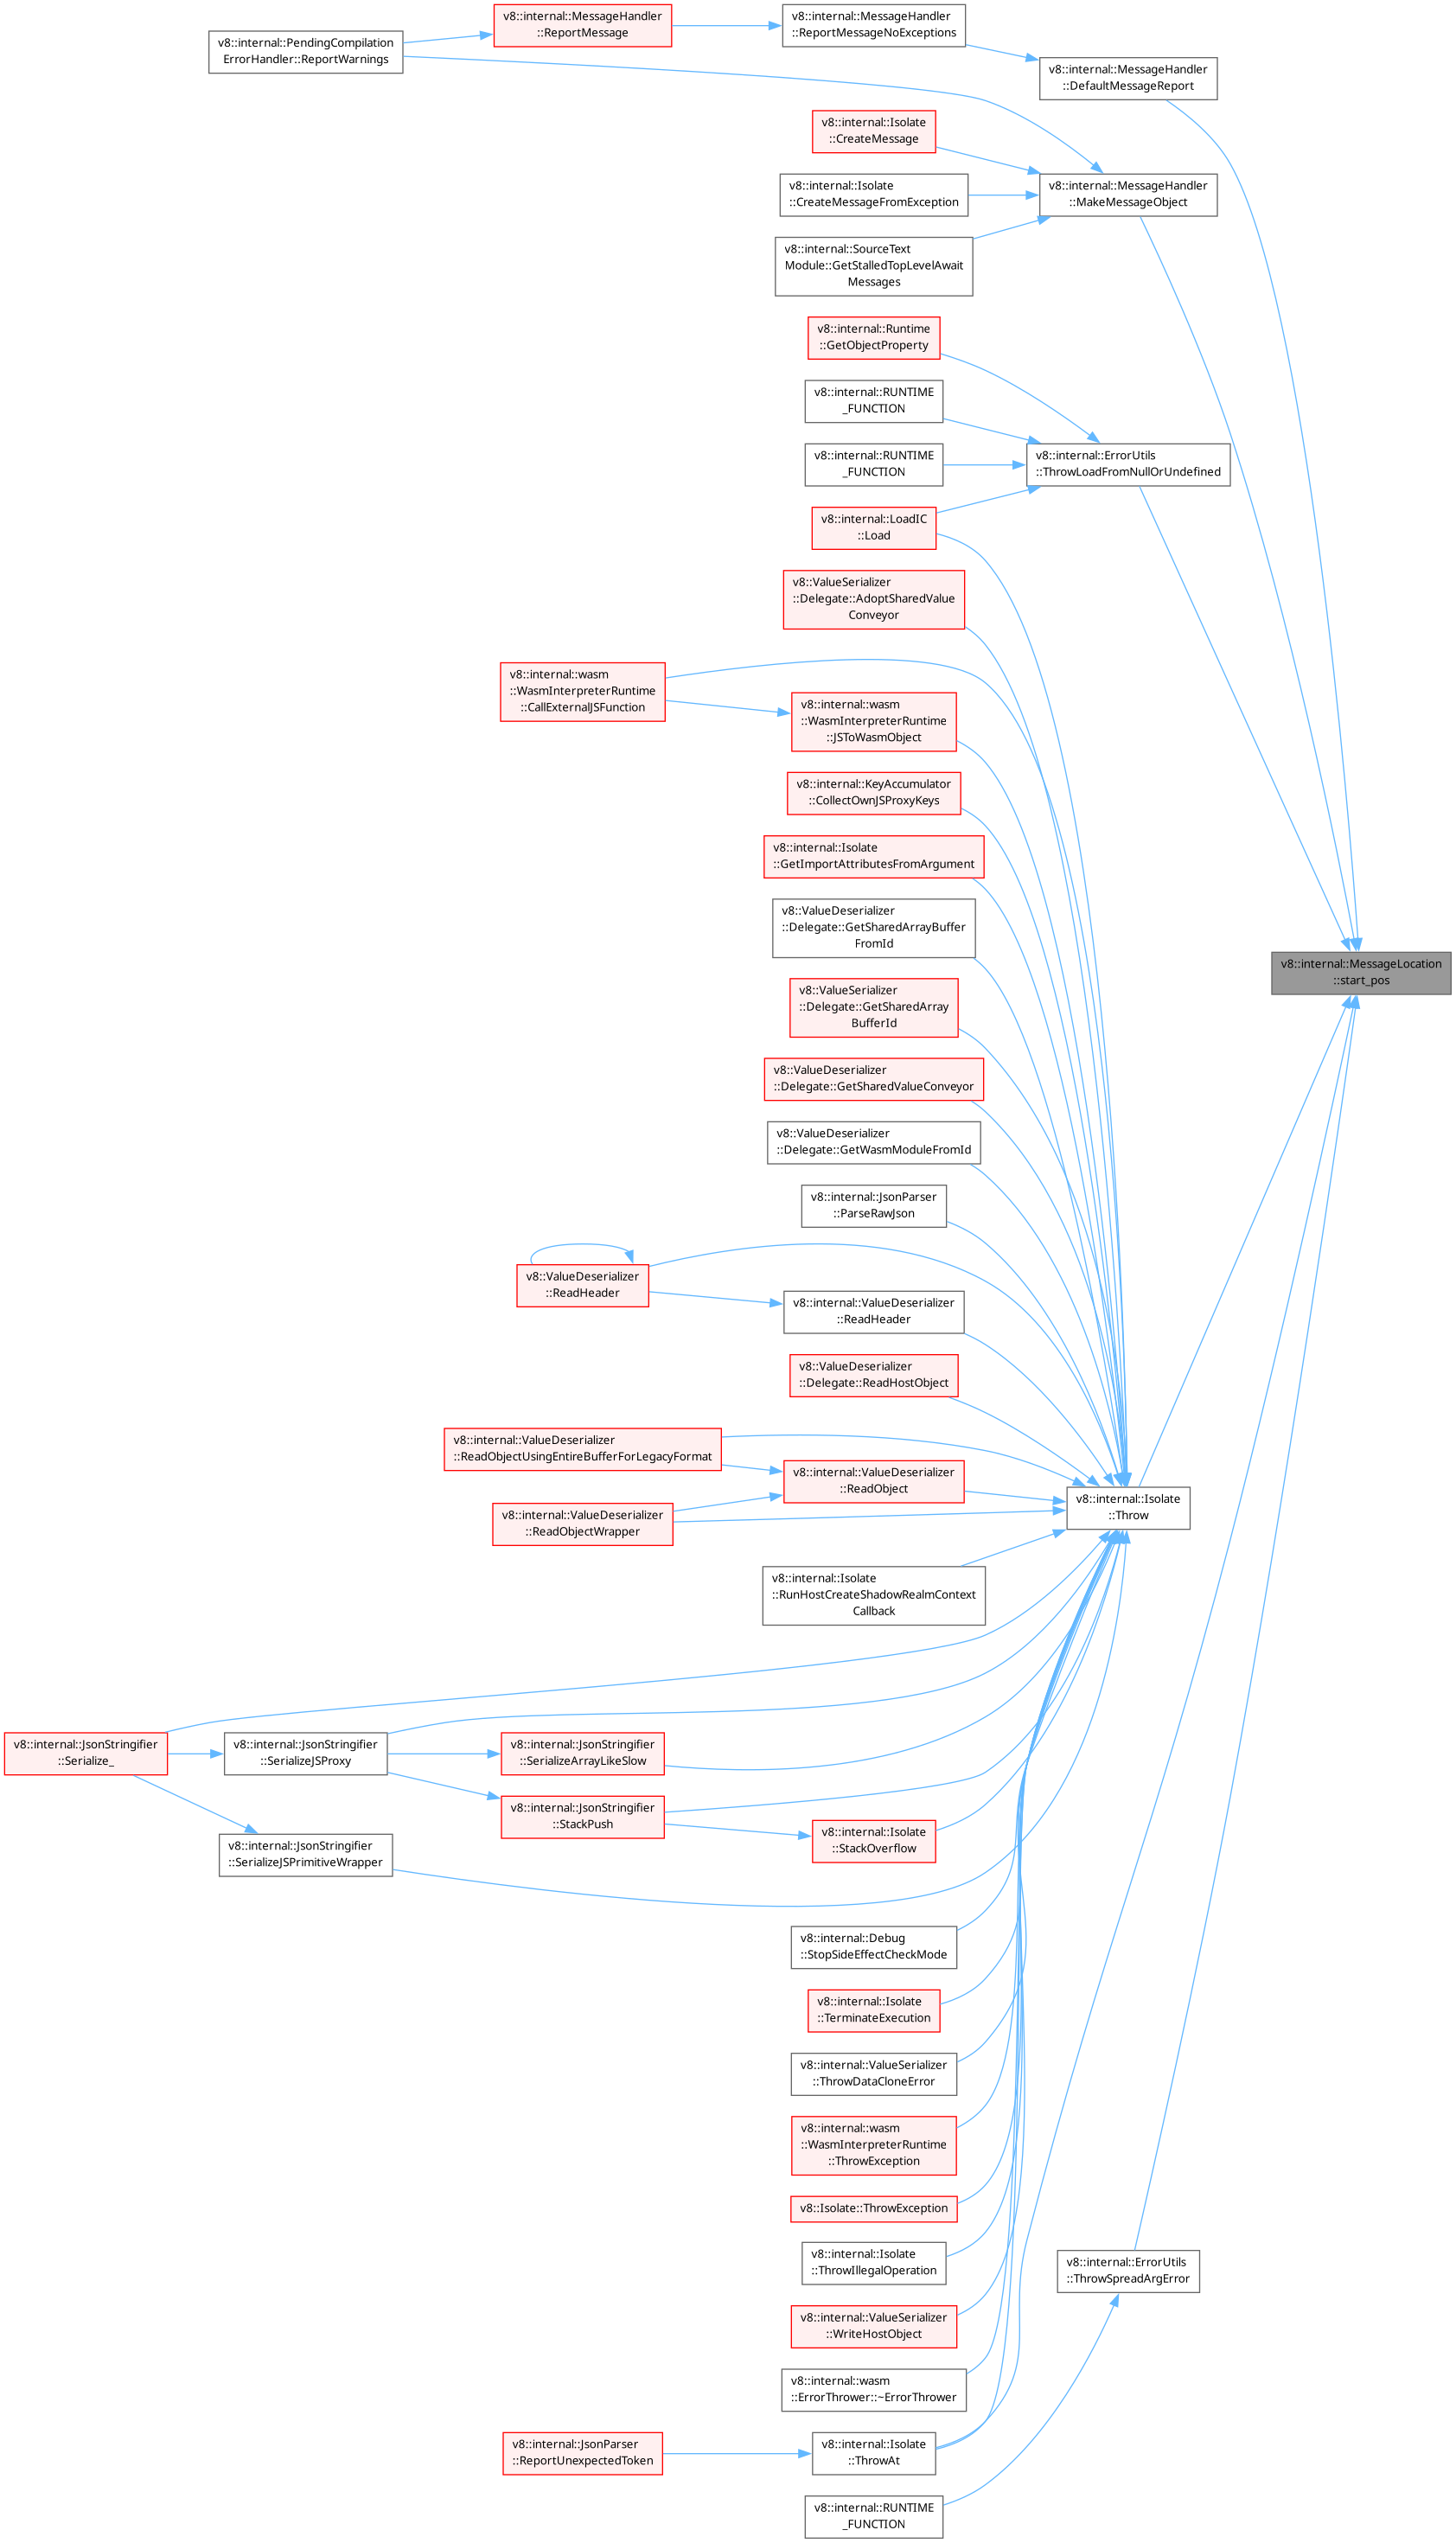 v8::internal::MessageHandler
::ReportMessage
v8::internal::MessageHandler
::ReportMessageNoExceptions
v8::internal::PendingCompilation
ErrorHandler::ReportWarnings
v8::internal::MessageHandler
::DefaultMessageReport
v8::internal::Isolate
::CreateMessage
v8::internal::Isolate
::CreateMessageFromException
v8::internal::MessageHandler
::MakeMessageObject
v8::internal::SourceText
Module::GetStalledTopLevelAwait
Messages
v8::internal::Runtime
::GetObjectProperty
v8::internal::RUNTIME
_FUNCTION
v8::internal::RUNTIME
_FUNCTION
v8::internal::ErrorUtils
::ThrowLoadFromNullOrUndefined
v8::internal::LoadIC
::Load
v8::ValueSerializer
::Delegate::AdoptSharedValue
Conveyor
v8::internal::wasm
::WasmInterpreterRuntime
::CallExternalJSFunction
v8::internal::wasm
::WasmInterpreterRuntime
::JSToWasmObject
v8::internal::KeyAccumulator
::CollectOwnJSProxyKeys
v8::internal::Isolate
::GetImportAttributesFromArgument
v8::ValueDeserializer
::Delegate::GetSharedArrayBuffer
FromId
v8::internal::MessageLocation
::start_pos
v8::ValueSerializer
::Delegate::GetSharedArray
BufferId
v8::ValueDeserializer
::Delegate::GetSharedValueConveyor
v8::ValueDeserializer
::Delegate::GetWasmModuleFromId
v8::internal::JsonParser
::ParseRawJson
v8::ValueDeserializer
::ReadHeader
v8::internal::ValueDeserializer
::ReadHeader
v8::ValueDeserializer
::Delegate::ReadHostObject
v8::internal::ValueDeserializer
::ReadObjectUsingEntireBufferForLegacyFormat
v8::internal::ValueDeserializer
::ReadObject
v8::internal::ValueDeserializer
::ReadObjectWrapper
v8::internal::Isolate
::Throw
v8::internal::Isolate
::RunHostCreateShadowRealmContext
Callback
v8::internal::JsonStringifier
::Serialize_
v8::internal::JsonStringifier
::SerializeJSProxy
v8::internal::JsonStringifier
::SerializeArrayLikeSlow
v8::internal::JsonStringifier
::StackPush
v8::internal::Isolate
::StackOverflow
v8::internal::JsonStringifier
::SerializeJSPrimitiveWrapper
v8::internal::Debug
::StopSideEffectCheckMode
v8::internal::Isolate
::TerminateExecution
v8::internal::ValueSerializer
::ThrowDataCloneError
v8::internal::wasm
::WasmInterpreterRuntime
::ThrowException
v8::Isolate::ThrowException
v8::internal::Isolate
::ThrowIllegalOperation
v8::internal::ErrorUtils
::ThrowSpreadArgError
v8::internal::ValueSerializer
::WriteHostObject
v8::internal::wasm
::ErrorThrower::~ErrorThrower
v8::internal::JsonParser
::ReportUnexpectedToken
v8::internal::Isolate
::ThrowAt
v8::internal::RUNTIME
_FUNCTION